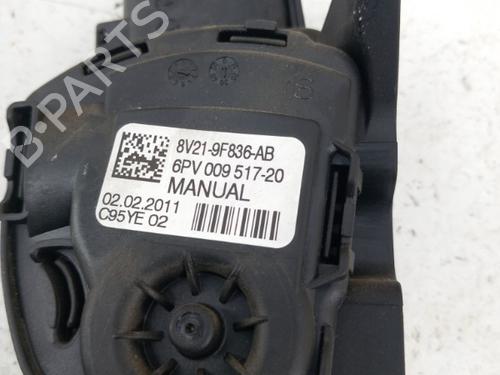 8V21-9F836-AB
6PV 009 517-20
MANUAL
02.02.2011
C95YE 02
B-PARTS